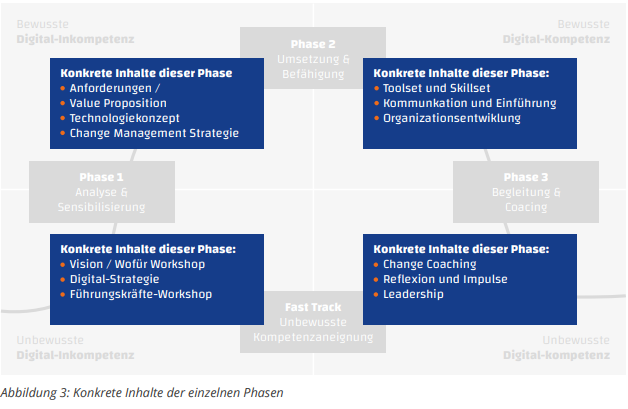 Bewusste
Digital-Inkompetenz
Bewusste
Digital-Kompetenz
Phase 2
Umsetzung &
Befähigung
Konkrete Inhalte dieser Phase
Anforderungen /
Value Proposition
Technologiekonzept
Change Management Strategie
Konkrete Inhalte dieser Phase:
Toolset und Skillset
Kommunkation und Einführung
Organizationsentwiklung
Phase 1
Analyse &
Sensibilisierung
Phase 3
Begleitung &
Coacing
Konkrete Inhalte dieser Phase:
Vision / Wofür Workshop
Digital-Strategie
Führungskräfte-Workshop
Konkrete Inhalte dieser Phase:
Change Coaching
Reflexion und Impulse
Leadership
Fast Track
Unbewusste
Kompetenzaneignung
Unbewusste
Digital-Inkompetenz
Unbewusste
Digital-kompetenz
Abbildung 3: Konkrete Inhalte der einzelnen Phasen